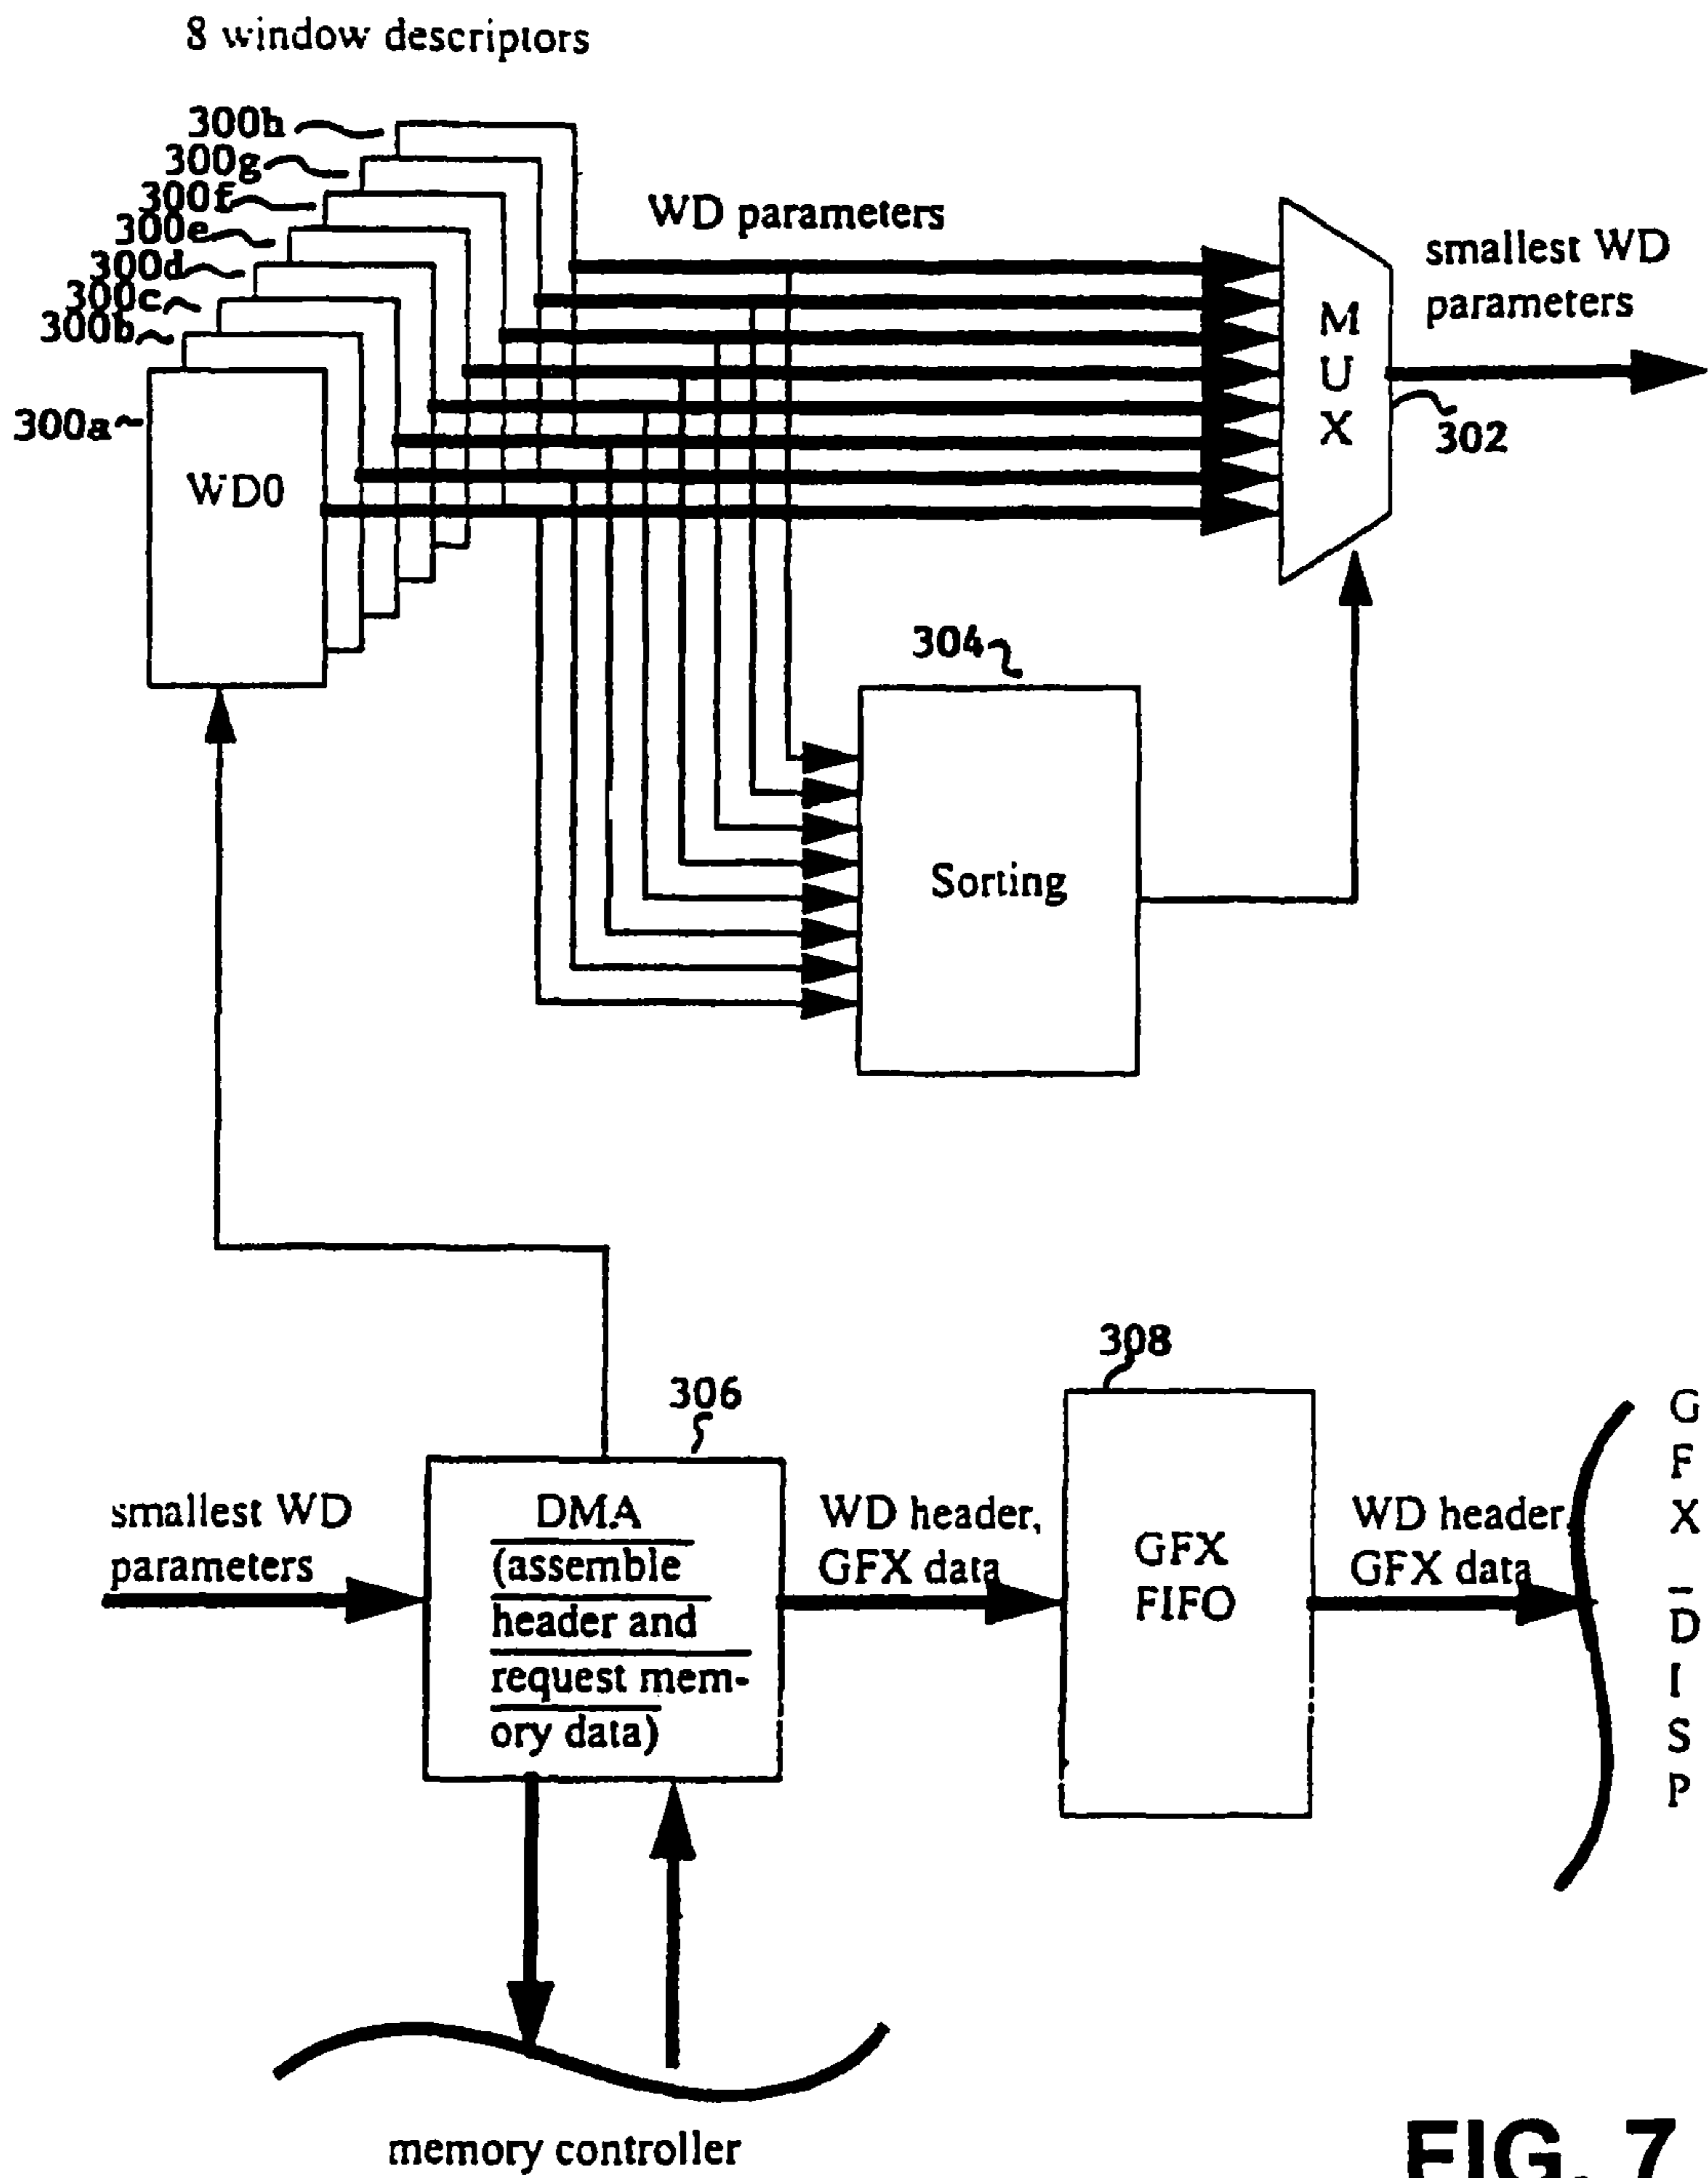 8 window descriptors
300h
300g
300f
300e
300d
300c
300b
300a
WD0
WD parameters
M
U
X
smallest WD
parameters
302
304
Sorting
306
308
smallest WD
parameters
DMA
(assemble
header and
request mem-
ory data)
WD header,
GFX data
GFX
FIFO
WD header,
GFX data
G
F
X
_
D
I
S
P
memory controller
FIG. 7